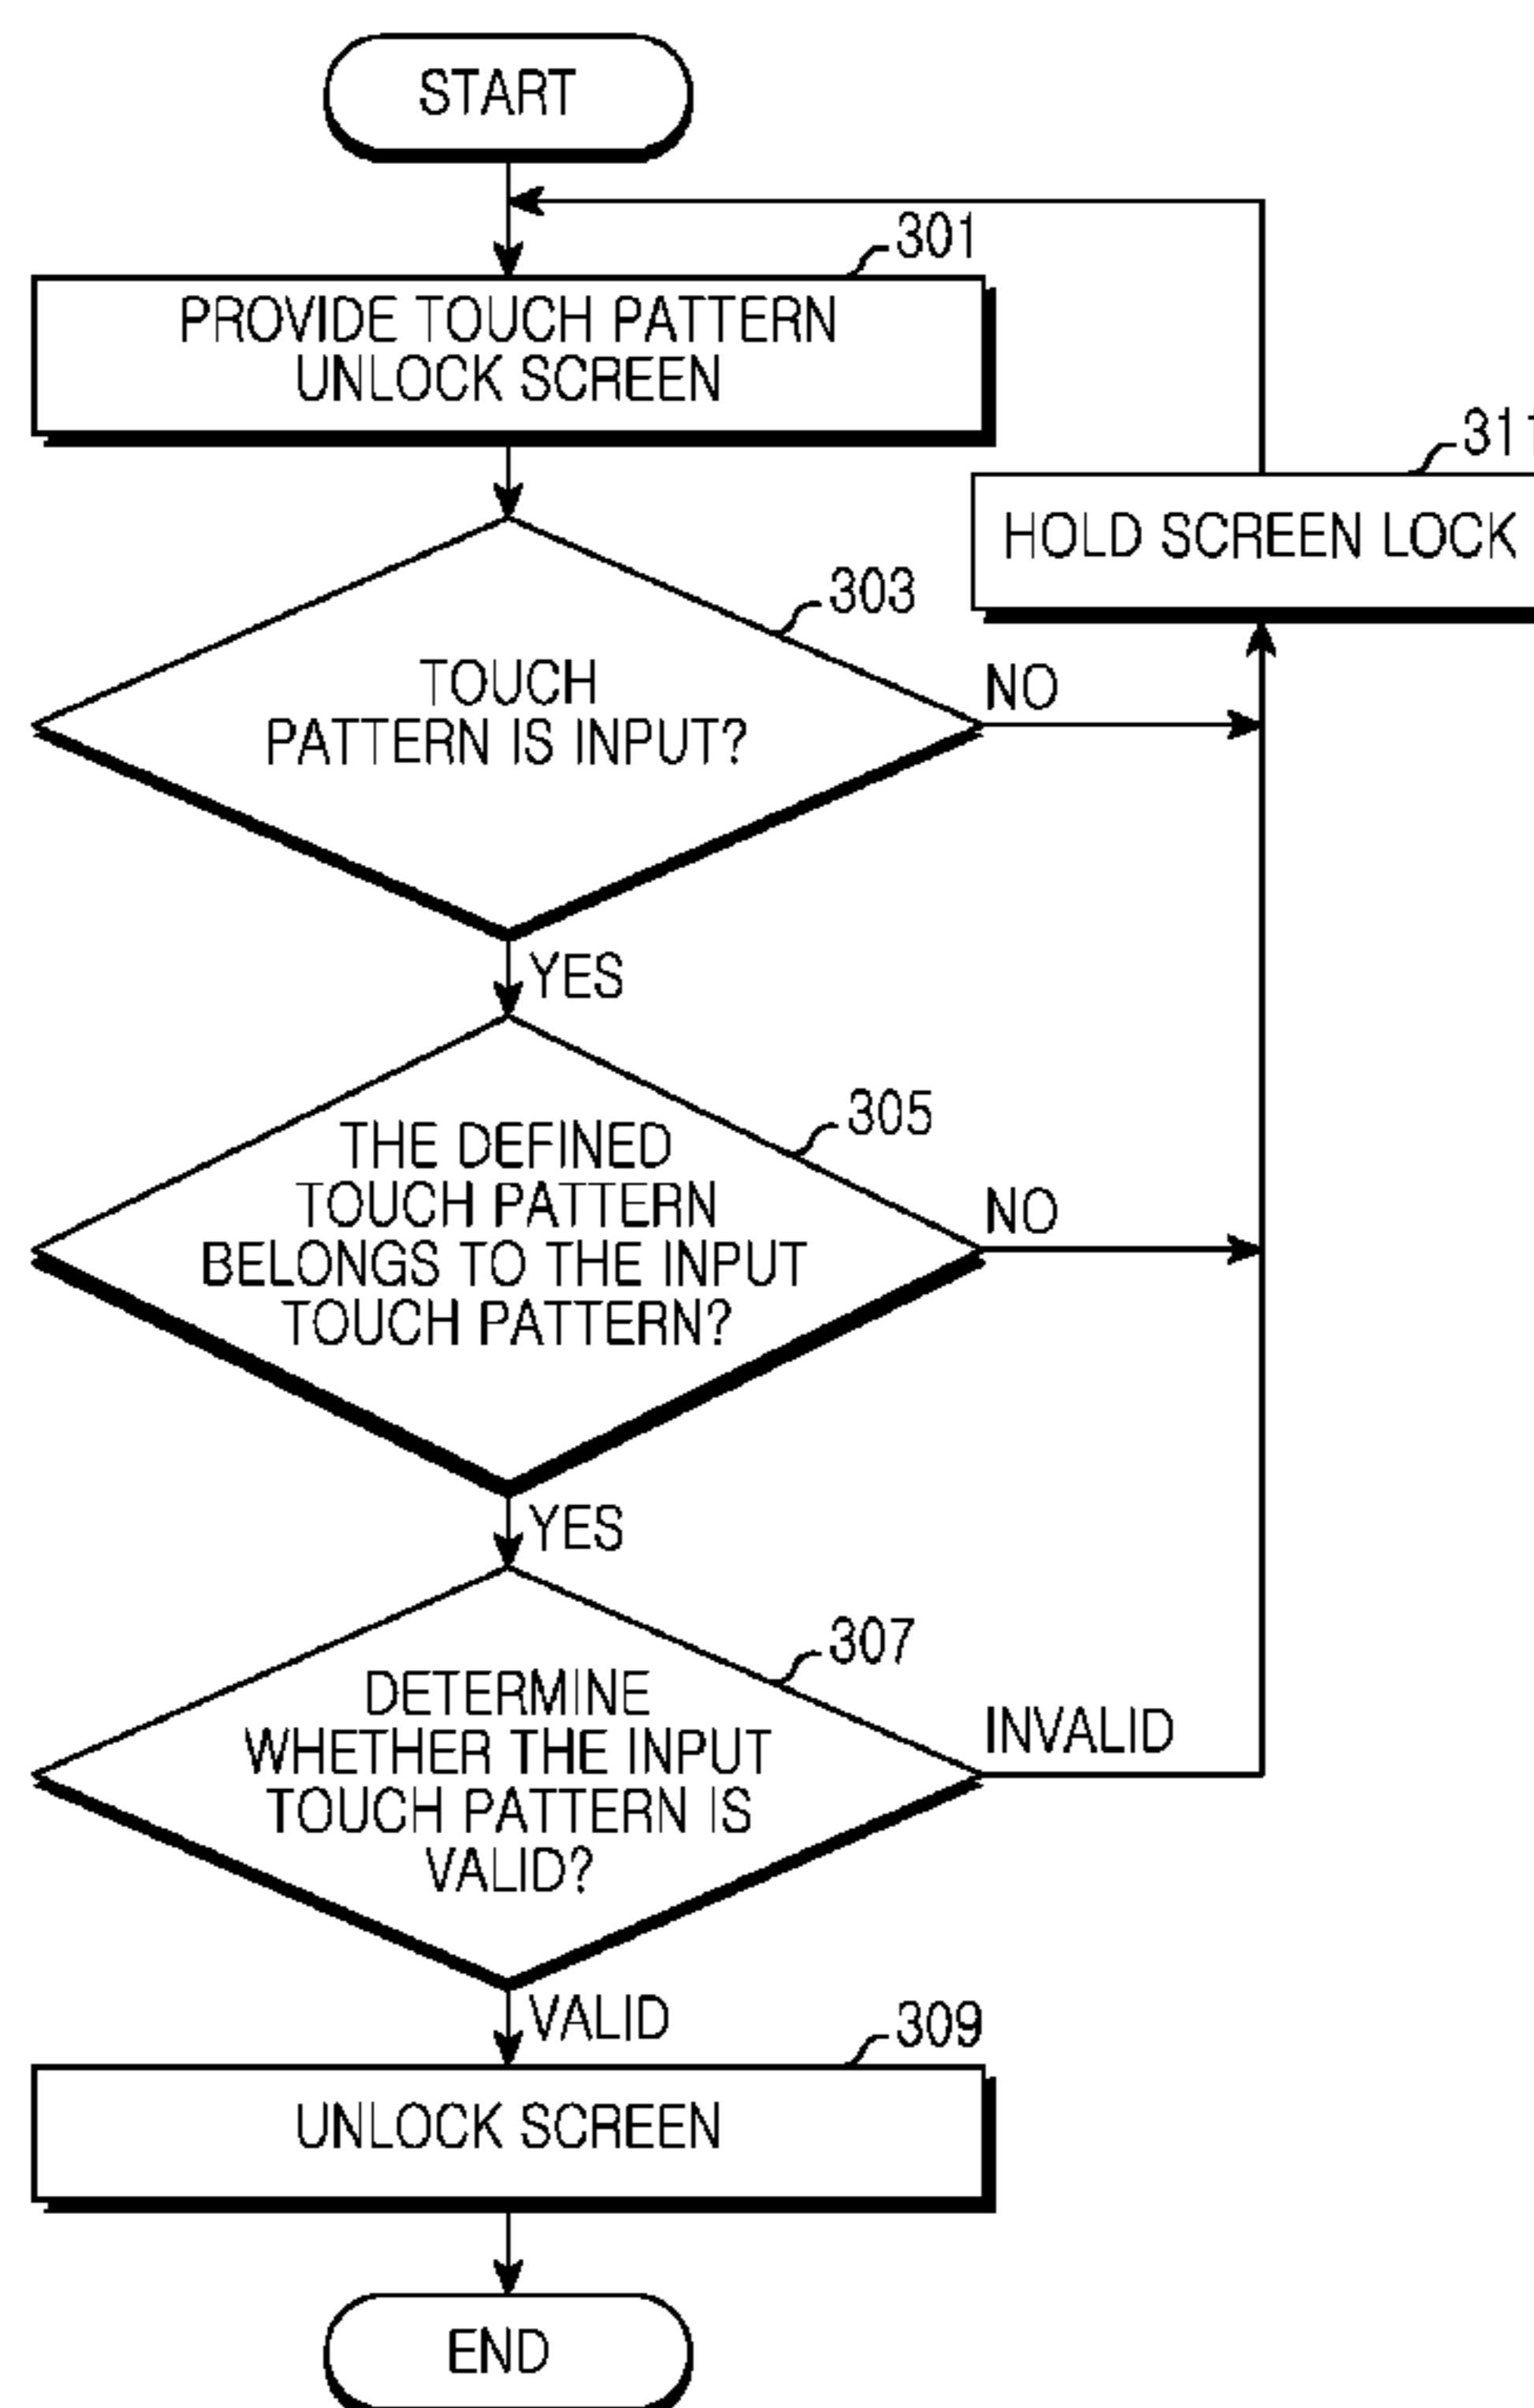 START
301
PROVIDE TOUCH PATTERN
UNLOCK SCREEN
311
HOLD SCREEN LOCK
303
TOUCH
PATTERN IS INPUT?
NO
YES
305
THE DEFINED
TOUCH PATTERN
BELONGS TO THE INPUT
TOUCH PATTERN?
NO
YES
307
DETERMINE
WHETHER THE INPUT
TOUCH PATTERN IS
VALID?
INVALID
VALID
309
UNLOCK SCREEN
END